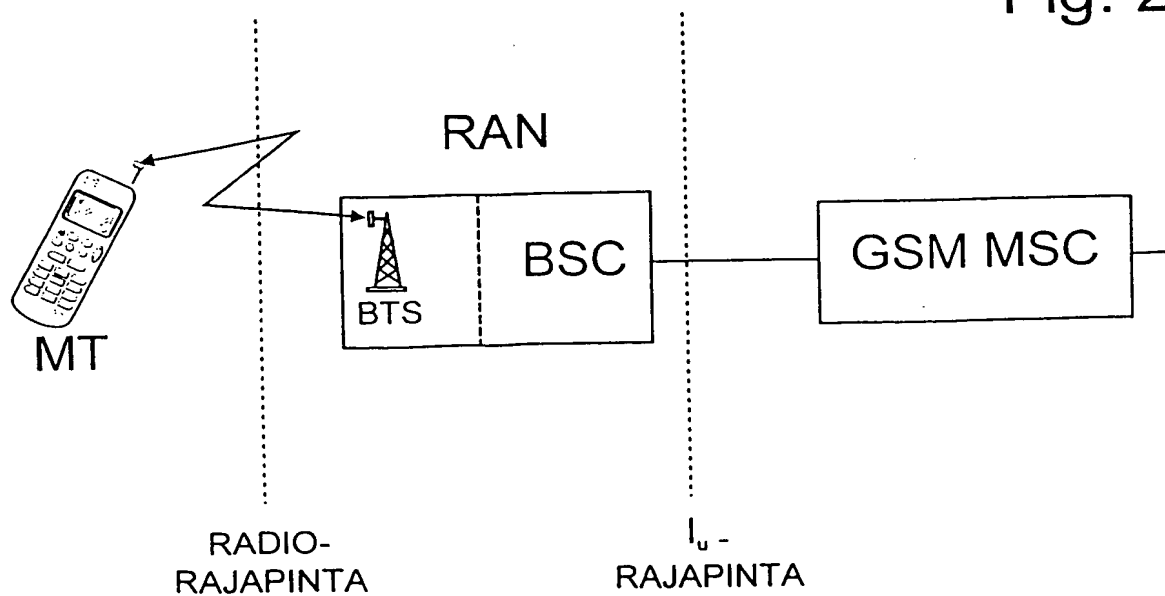 Fig. 2
RAN
BSC
GSM MSC
BTS
MT
RADIO-
RAJAPINTA
Iu -
RAJAPINTA